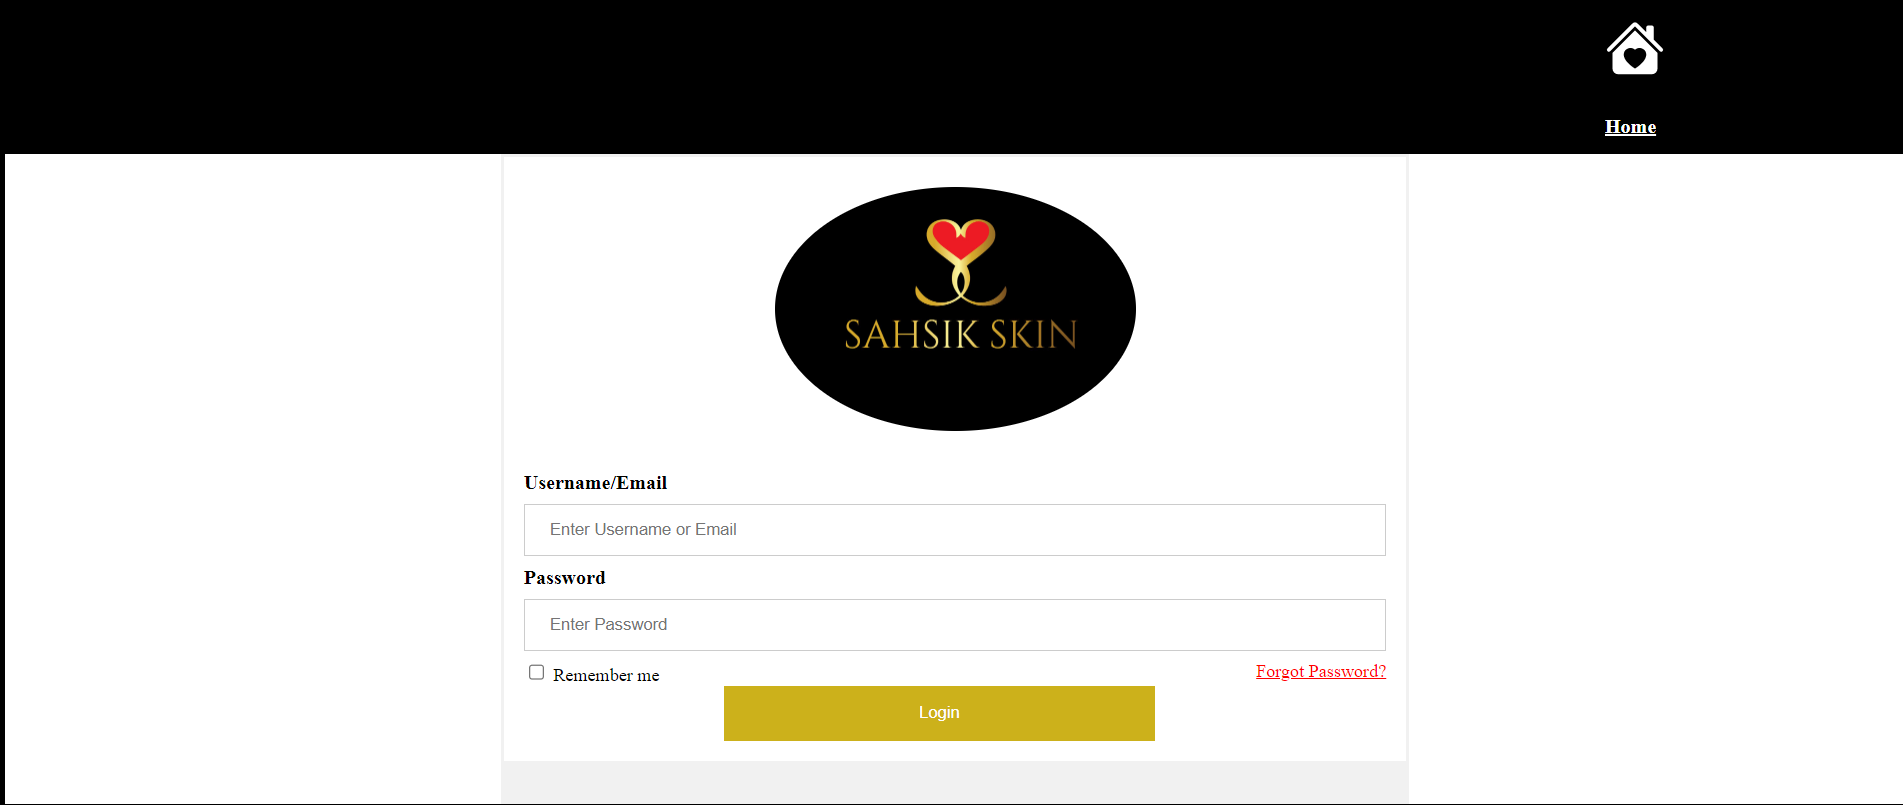 Home
SAHSIK SKIN
Username/Email
Enter Username or Email
Password
Enter Password
Remember me
Forgot Password?
Login